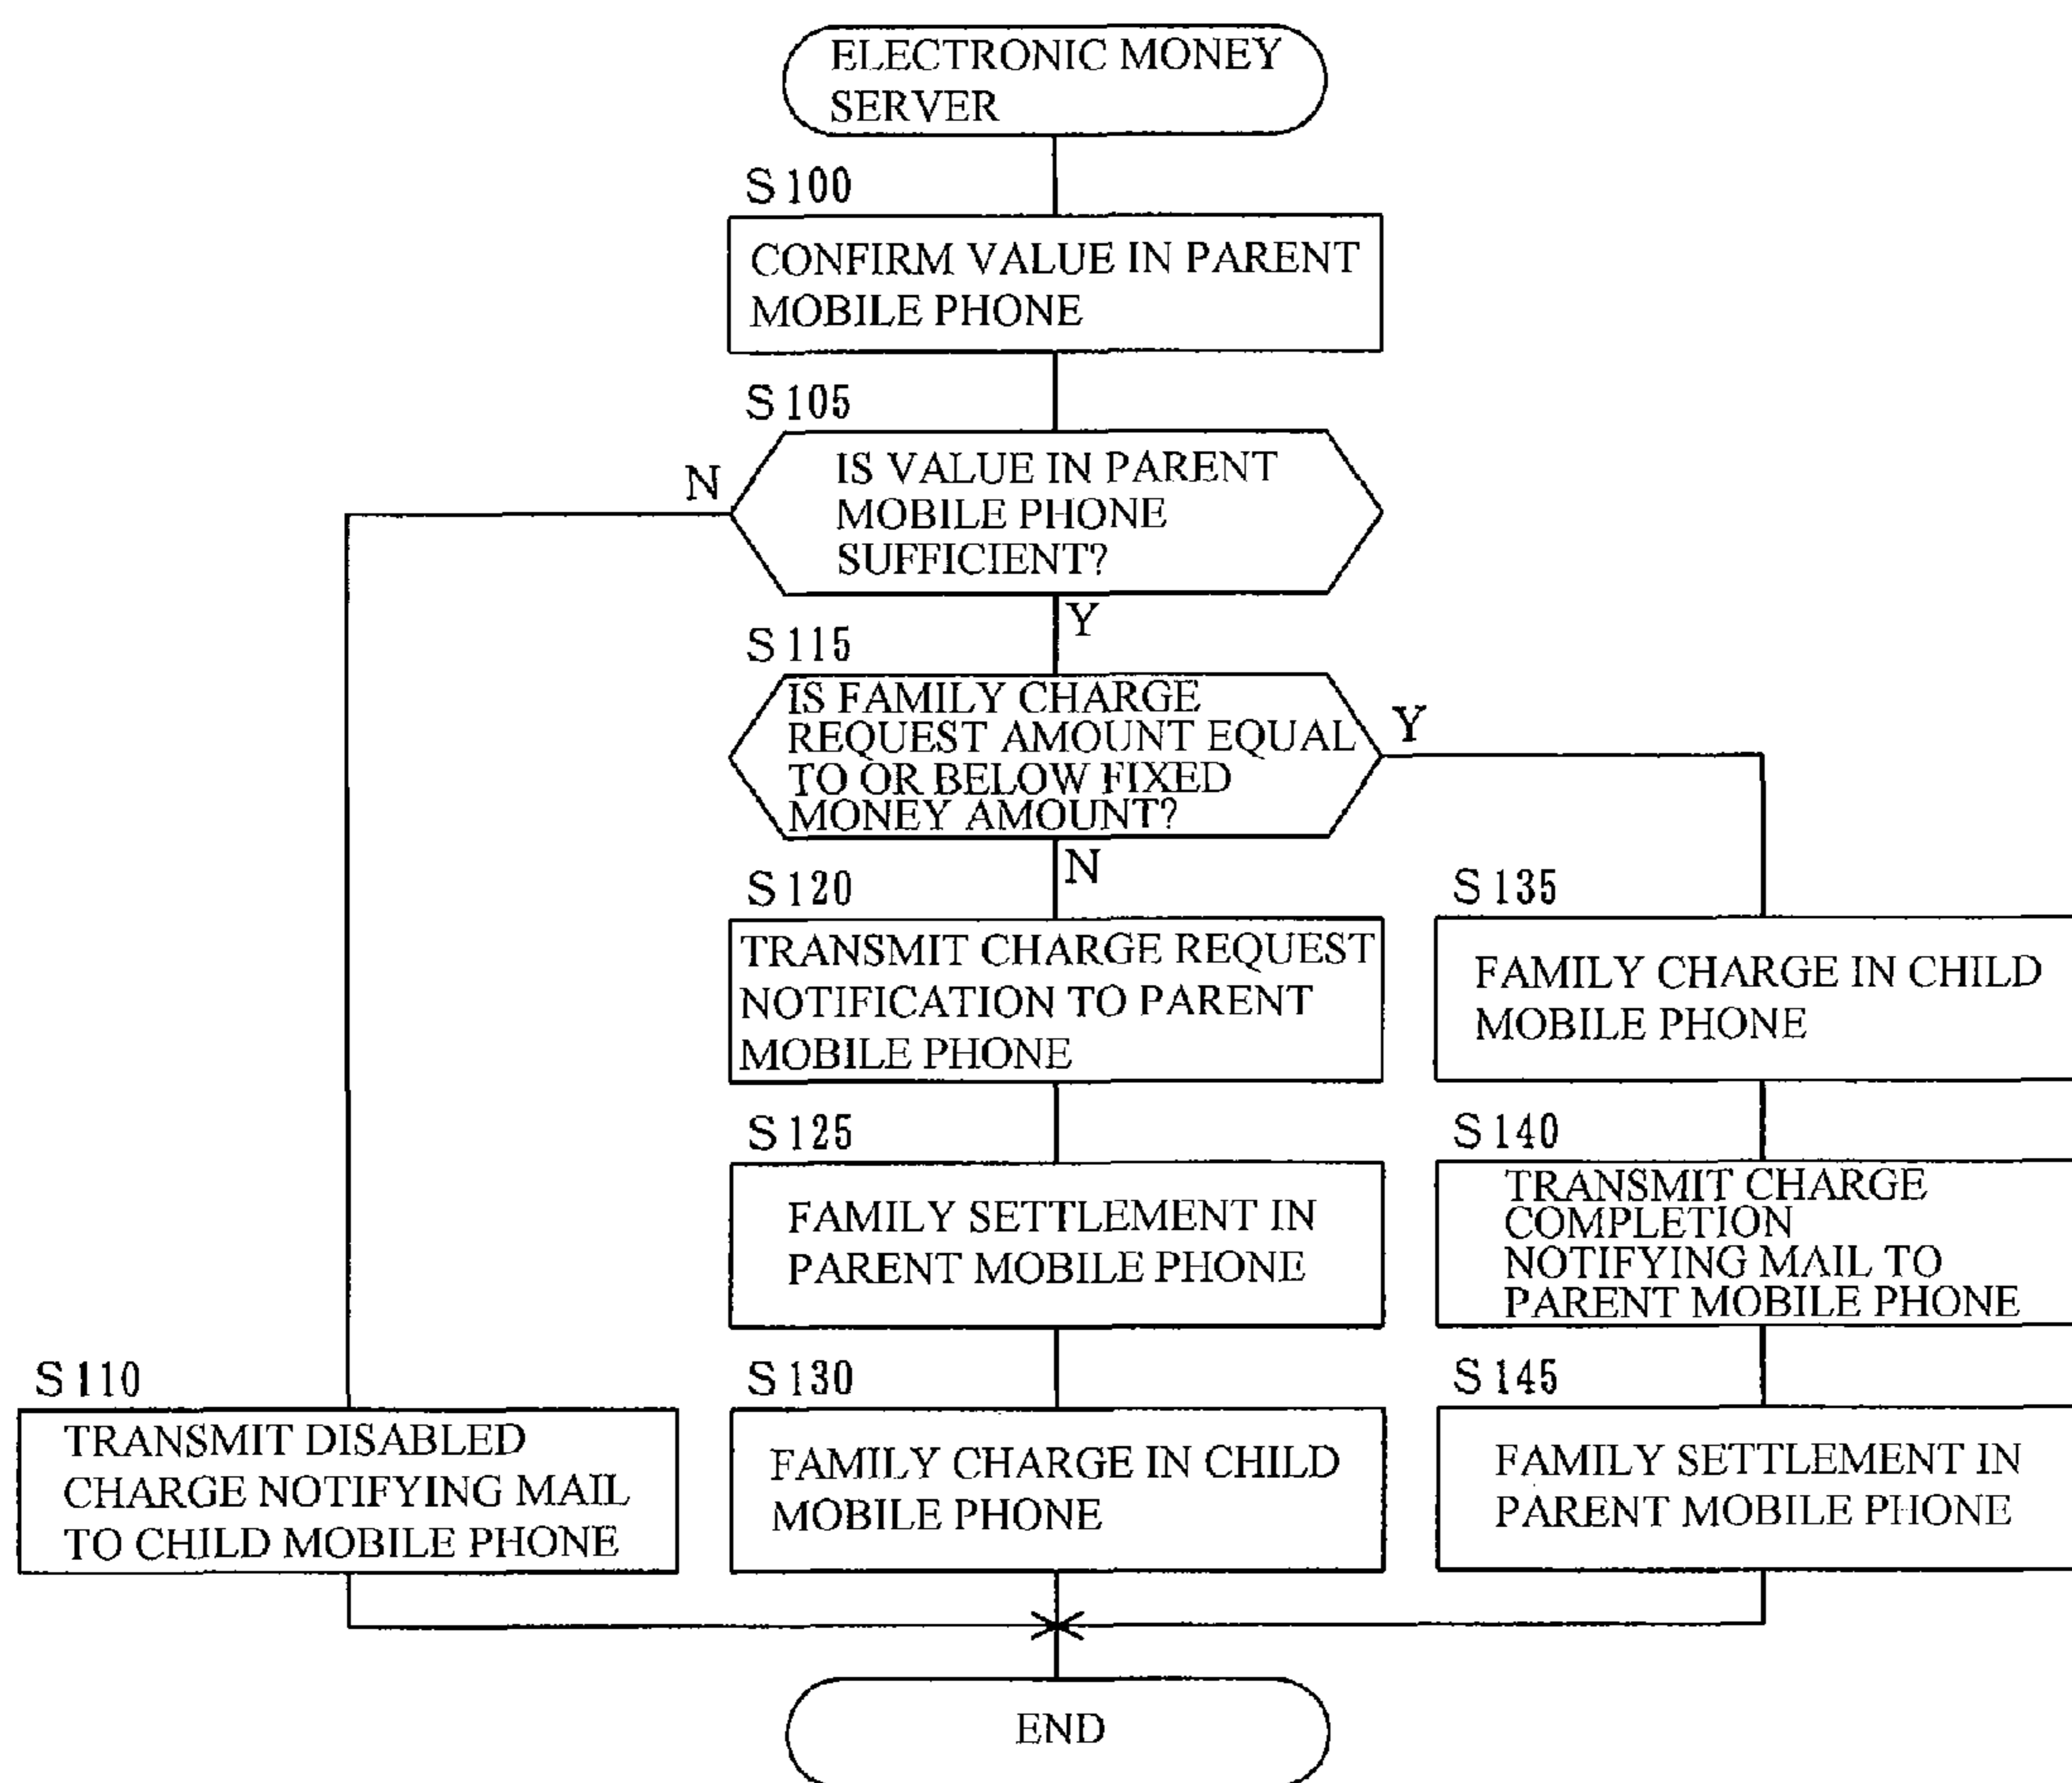 ELECTRONIC MONEY
SERVER
S100
CONFIRM VALUE IN PARENT
MOBILE PHONE
S105
IS VALUE IN PARENT
MOBILE PHONE
SUFFICIENT?
N
Y
S115
IS FAMILY CHARGE
REQUEST AMOUNT EQUAL
TO OR BELOW FIXED
MONEY AMOUNT?
Y
N
S120
TRANSMIT CHARGE REQUEST
NOTIFICATION TO PARENT
MOBILE PHONE
S135
FAMILY CHARGE IN CHILD
MOBILE PHONE
S125
FAMILY SETTLEMENT IN
PARENT MOBILE PHONE
S140
TRANSMIT CHARGE
COMPLETION
NOTIFYING MAIL TO
PARENT MOBILE PHONE
S110
TRANSMIT DISABLED
CHARGE NOTIFYING MAIL
TO CHILD MOBILE PHONE
S130
FAMILY CHARGE IN CHILD
MOBILE PHONE
S145
FAMILY SETTLEMENT IN
PARENT MOBILE PHONE
END